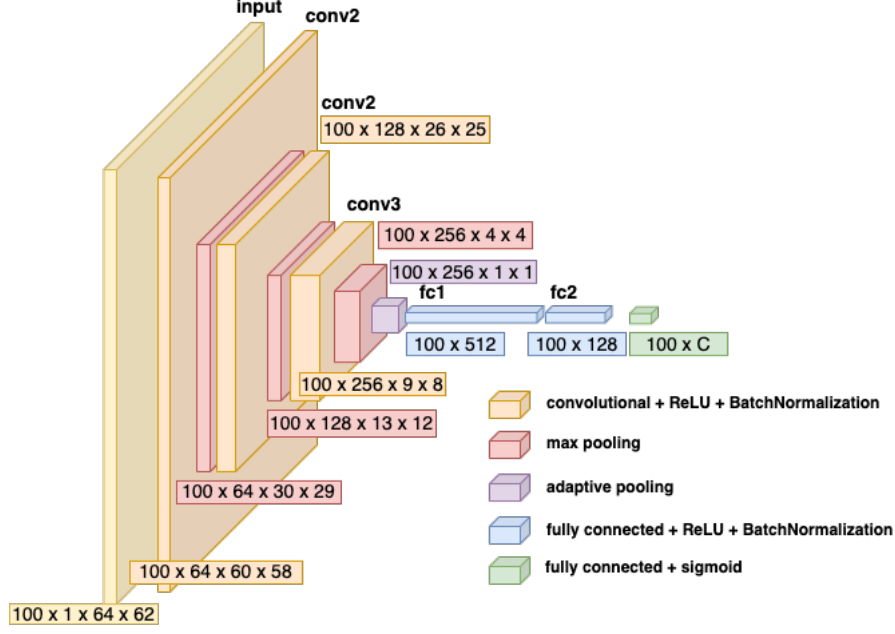 input
conv2
conv2
100 x 128 x 26 x 25
conv3
100 x 256 x 4 x 4
100 x 256 x 1 x 1
fc1
fc2
100 x 512
100 x 128
100 x C
100 x 256 x 9 x 8
100 x 128 x 13 x 12
100 x 64 x 30 x 29
100 x 64 x 60 x 58
100 x 1 x 64 x 62
convolutional + ReLU + BatchNormalization
max pooling
adaptive pooling
fully connected + ReLU + BatchNormalization
fully connected + sigmoid